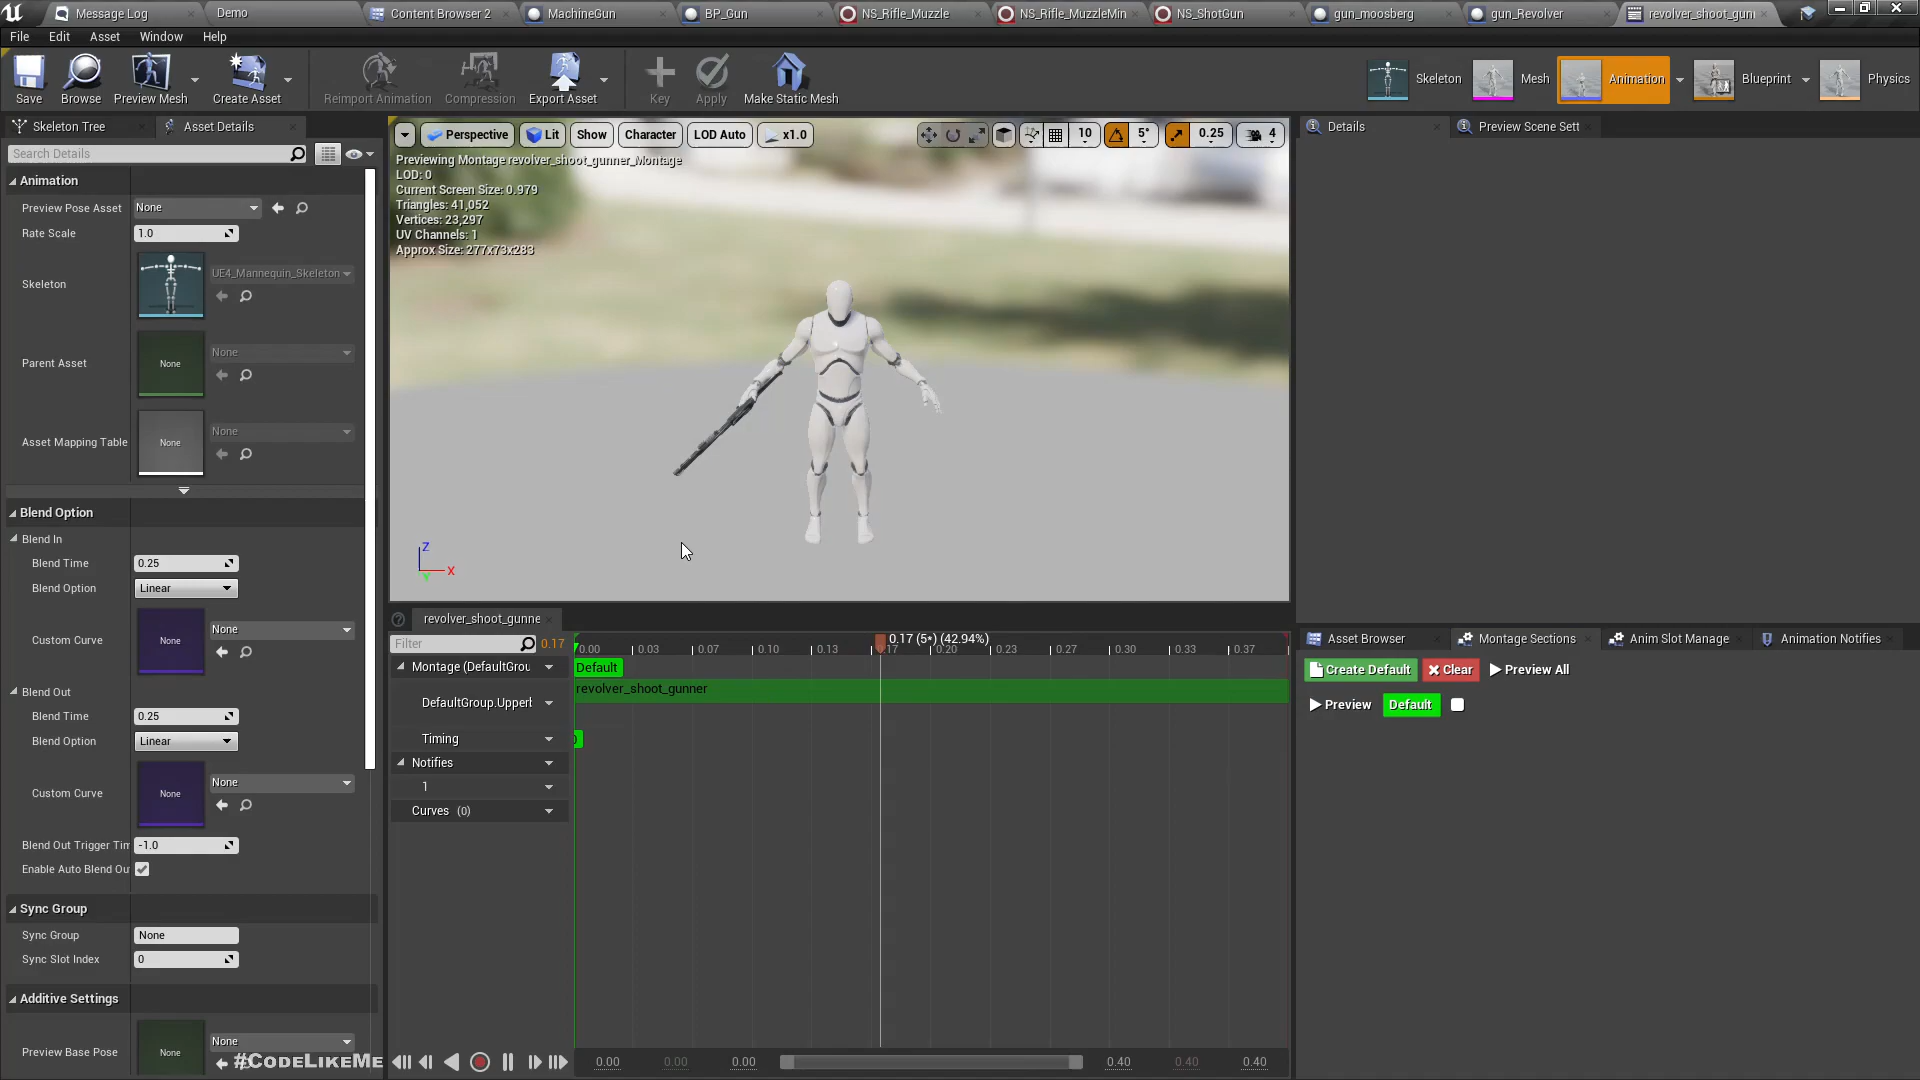 Message Log
Demo
Content Browser 2
MachineGun
BP_Gun
NS_Rifle_Muzzle
NS_Rifle_MuzzleMin
NS_ShotGun
gun_moosberg
gun_Revolver
revolver_shoot_gun
File Edit Asset Window Help
Save
Browse
Preview Mesh
Create Asset
Reimport Animation
Compression
Export Asset
Key
Apply
Make Static Mesh
Skeleton
Mesh
Animation
Blueprint
Physics
Skeleton Tree
Asset Details
Search Details
Animation
Preview Pose Asset None
Rate Scale 1.0
Skeleton UE4_Mannequin_Skeleton
Parent Asset None None
Asset Mapping Table None None
Blend Option
Blend In
Blend Time 0.25
Blend Option Linear
Custom Curve None None
Blend Out
Blend Time 0.25
Blend Option Linear
Custom Curve None None
Blend Out Trigger Tim -1.0
Enable Auto Blend Ou
Sync Group
Sync Group None
Sync Slot Index 0
Additive Settings
Preview Base Pose None None
#CodeLikeMe
Perspective Lit Show Character LOD Auto x1.0
10 5° 0.25 4
Previewing Montage revolver_shoot_gunner_Montage
LOD: 0
Current Screen Size: 0.979
Triangles: 41,052
Vertices: 23,297
UV Channels: 1
Approx Size: 277x73x283
Z
X
Y
revolver_shoot_gunne
Filter 0.17
0.17 (5*) (42.94%)
0.00 0.03 0.07 0.10 0.13 0.17 0.20 0.23 0.27 0.30 0.33 0.37
Montage (DefaultGrou
Default
revolver_shoot_gunner
DefaultGroup.Upperl
Timing
Notifies
1
Curves (0)
0.00 0.00 0.00 0.40 0.40 0.40
Details
Preview Scene Sett
Asset Browser
Montage Sections
Anim Slot Manage
Animation Notifies
Create Default Clear Preview All
Preview Default